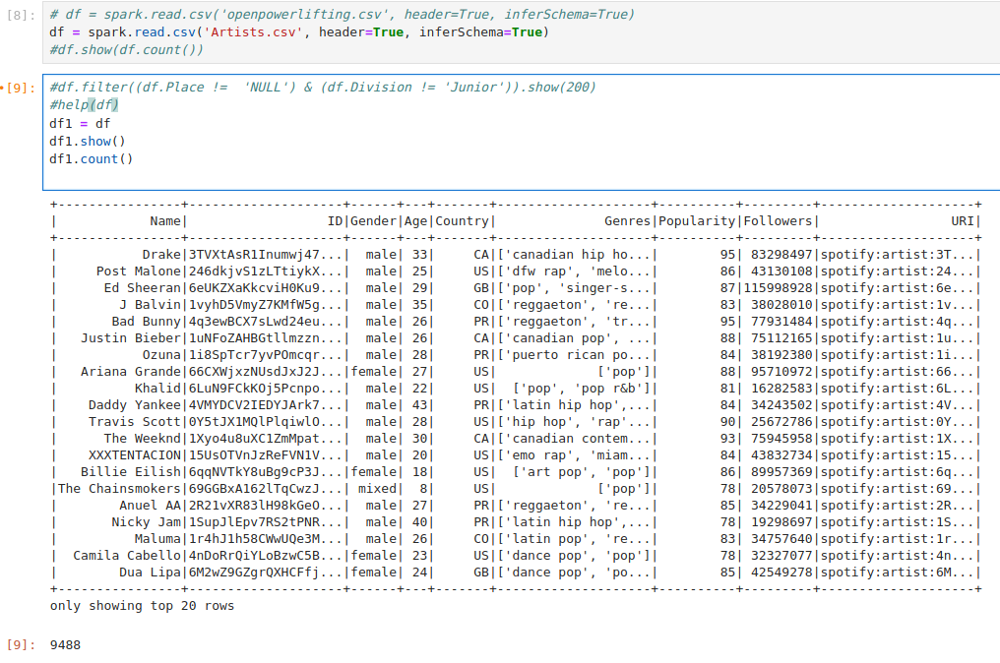 [8]: # df = spark.read.csv('openpowerlifting.csv', header=True, inferSchema=True)
df = spark.read.csv('Artists.csv', header=True, inferSchema=True)
#df.show(df.count())
[9]: #df.filter((df.Place !=  'NULL') & (df.Division != 'Junior')).show(200)
#help(df)
df1 = df
df1.show()
df1.count()
+----------------+--------------------+------+---+-------+--------------------+----------+---------+--------------------+
|            Name|                  ID|Gender|Age|Country|              Genres|Popularity|Followers|                 URI|
+----------------+--------------------+------+---+-------+--------------------+----------+---------+--------------------+
|           Drake|3TVXtAsR1Inumwj47...|  male| 33|     CA|['canadian hip ho...|        95| 83298497|spotify:artist:3T...|
|     Post Malone|246dkjvS1zLTtiykX...|  male| 25|     US|['dfw rap', 'melo...|        86| 43130108|spotify:artist:24...|
|      Ed Sheeran|6eUKZXaKkcviH0Ku9...|  male| 29|     GB|['pop', 'singer-s...|        87|115998928|spotify:artist:6e...|
|        J Balvin|1vyhD5VmyZ7KMfW5g...|  male| 35|     CO|['reggaeton', 're...|        83| 38028010|spotify:artist:1v...|
|       Bad Bunny|4q3ewBCX7sLwd24eu...|  male| 26|     PR|['reggaeton', 'tr...|        95| 77931484|spotify:artist:4q...|
|   Justin Bieber|1uNFoZAHBGtllmzzn...|  male| 26|     CA|['canadian pop', ...|        88| 75112165|spotify:artist:1u...|
|           Ozuna|1i8SpTcr7yvPOmcqr...|  male| 28|     PR|['puerto rican po...|        84| 38192380|spotify:artist:1i...|
|   Ariana Grande|66CXWjxzNUsdJxJ2J...|female| 27|     US|             ['pop']|        88| 95710972|spotify:artist:66...|
|          Khalid|6LuN9FCkKOj5Pcnpo...|  male| 22|     US|  ['pop', 'pop r&b']|        81| 16282583|spotify:artist:6L...|
|    Daddy Yankee|4VMYDCV2IEDYJArk7...|  male| 43|     PR|['latin hip hop',...|        84| 34243502|spotify:artist:4V...|
|    Travis Scott|0Y5tJX1MQlPlqiwlO...|  male| 28|     US|['hip hop', 'rap'...|        90| 25672786|spotify:artist:0Y...|
|      The Weeknd|1Xyo4u8uXC1ZmMpat...|  male| 30|     CA|['canadian contem...|        93| 75945958|spotify:artist:1X...|
|    XXXTENTACION|15UsOTVnJzReFVN1V...|  male| 20|     US|['emo rap', 'miam...|        84| 43832734|spotify:artist:15...|
|   Billie Eilish|6qqNVTkY8uBg9cP3J...|female| 18|     US|  ['art pop', 'pop']|        86| 89957369|spotify:artist:6q...|
|The Chainsmokers|69GGBxA162lTqCwzJ...| mixed|  8|     US|             ['pop']|        78| 20578073|spotify:artist:69...|
|        Anuel AA|2R21vXR83lH98kGeO...|  male| 27|     PR|['reggaeton', 're...|        85| 34229041|spotify:artist:2R...|
|       Nicky Jam|1SupJlEpv7RS2tPNR...|  male| 40|     PR|['latin hip hop',...|        78| 19298697|spotify:artist:1S...|
|          Maluma|1r4hJ1h58CWwUQe3M...|  male| 26|     CO|['latin pop', 're...|        83| 34757640|spotify:artist:1r...|
|  Camila Cabello|4nDoRrQiYLoBzwC5B...|female| 23|     US|['dance pop', 'pop']|        78| 32327077|spotify:artist:4n...|
|        Dua Lipa|6M2wZ9GZgrQXHCFfj...|female| 24|     GB|['dance pop', 'po...|        85| 42549278|spotify:artist:6M...|
+----------------+--------------------+------+---+-------+--------------------+----------+---------+--------------------+
only showing top 20 rows
[9]: 9488